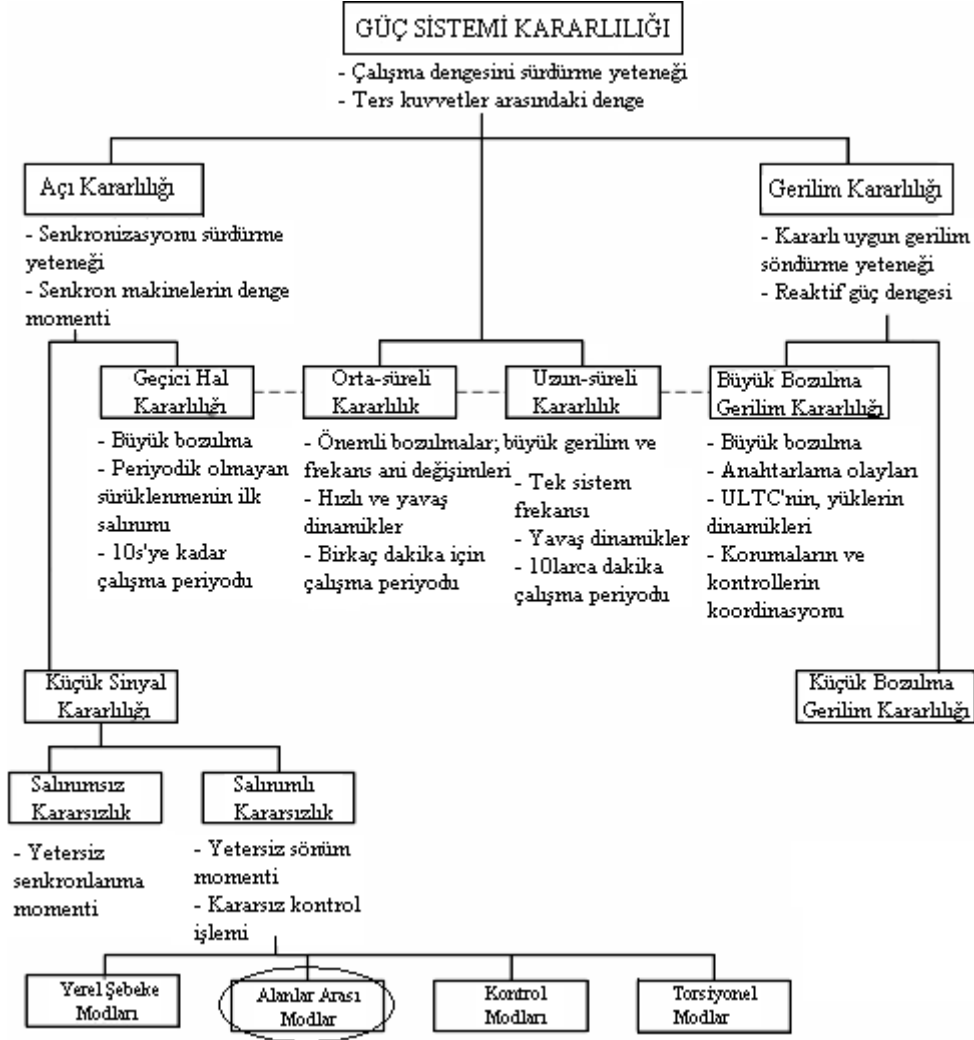 GÜÇ SİSTEMİ KARARLILIĞI
- Çalışma dengesini sürdürme yeteneği
- Ters kuvvetler arasındaki denge
Açı Kararlılığı
- Senkronizasyonu sürdürme
yeteneği
- Senkron makinelerin denge
momenti
Gerilim Kararlılığı
- Kararlı uygun gerilim
söndürme yeteneği
- Reaktif güç dengesi
Geçici Hal
Kararlılığı
- Büyük bozulma
- Periyodik olmayan
sürüklenmenin ilk
salınımı
- 10s'ye kadar
çalışma periyodu
Orta-süreli
Kararlılık
- Önemli bozulmalar; büyük gerilim ve
frekans ani değişimleri
- Hızlı ve yavaş
dinamikler
- Birkaç dakika için
çalışma periyodu
Uzun-süreli
Kararlılık
- Tek sistem
frekansı
- Yavaş dinamikler
- 10larca dakika
çalışma periyodu
Büyük Bozulma
Gerilim Kararlılığı
- Büyük bozulma
- Anahtarlama olayları
- ULTC'nin, yüklerin
dinamikleri
- Korumaların ve
kontrollerin
koordinasyonu
Küçük Sinyal
Kararlılığı
Küçük Bozulma
Gerilim Kararlılığı
Salınımsız
Kararsızlık
- Yetersiz
senkronlanma
momenti
Salınımlı
Kararsızlık
- Yetersiz sönüm
momenti
- Kararsız kontrol
işlemi
Yerel Şebeke
Modları
Alanlar Arası
Modlar
Kontrol
Modları
Torsiyonel
Modlar